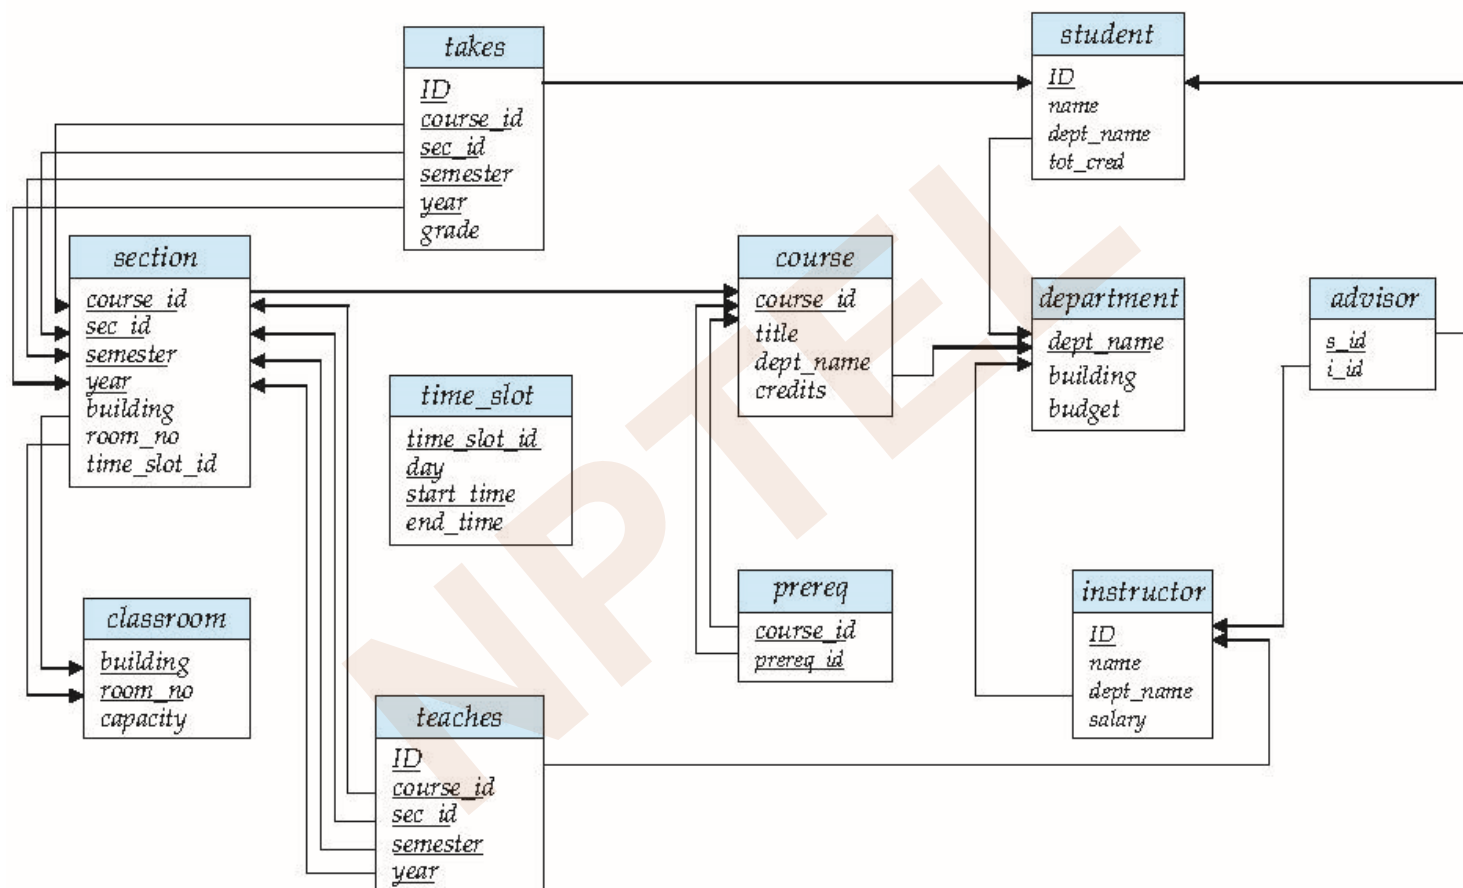 takes
ID
course_id
sec_id
semester
year
grade
student
ID
name
dept_name
tot_cred
section
course_id
sec_id
semester
year
building
room_no
time_slot_id
course
course_id
title
dept_name
credits
department
dept_name
building
budget
advisor
s_id
i_id
time_slot
time_slot_id
day
start_time
end_time
classroom
building
room_no
capacity
prereq
course_id
prereq_id
instructor
ID
name
dept_name
salary
teaches
ID
course_id
sec_id
semester
year
NPTEL